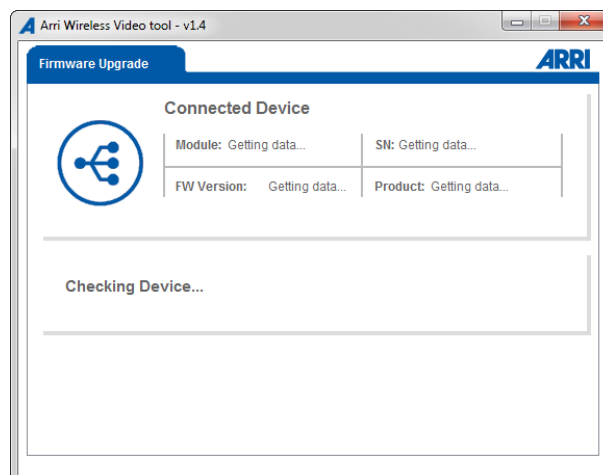 Arri Wireless Video tool - v1.4
Firmware Upgrade
ARRI
Connected Device
Module: Getting data... SN: Getting data...
FW Version: Getting data... Product: Getting data...
Checking Device...